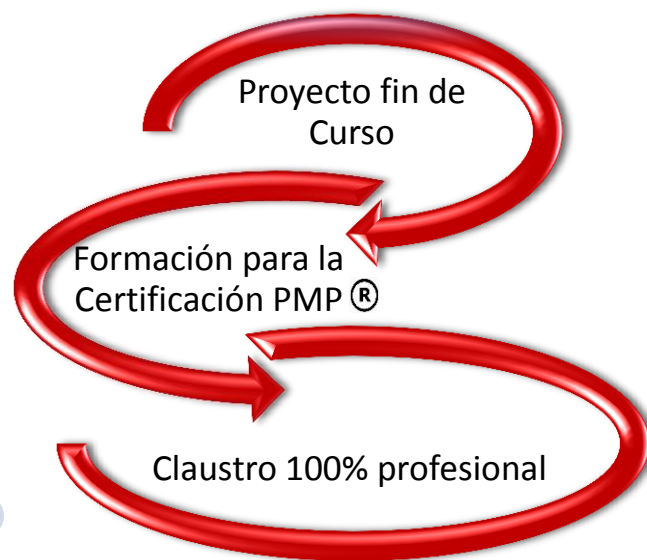 Proyecto fin de
Curso
Formación para la
Certificación PMP ®
Claustro 100% profesional